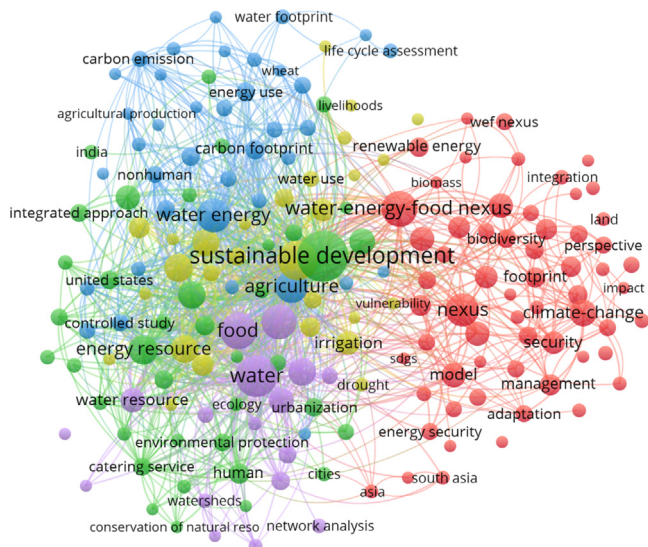 water footprint
life cycle assessment
carbon emission
wheat
energy use
agricultural production
livelihoods
wef nexus
india
carbon footprint
renewable energy
nonhuman
water use
biomass
integration
integrated approach
water energy
water-energy-food nexus
land
biodiversity
perspective
sustainable development
united states
agriculture
footprint
impact
vulnerability
controlled study
food
nexus
climate-change
energy resource
irrigation
security
sdgs
water
model
management
water resource
drought
ecology
urbanization
adaptation
energy security
environmental protection
catering service
human
cities
south asia
asia
watersheds
conservation of natural reso
network analysis